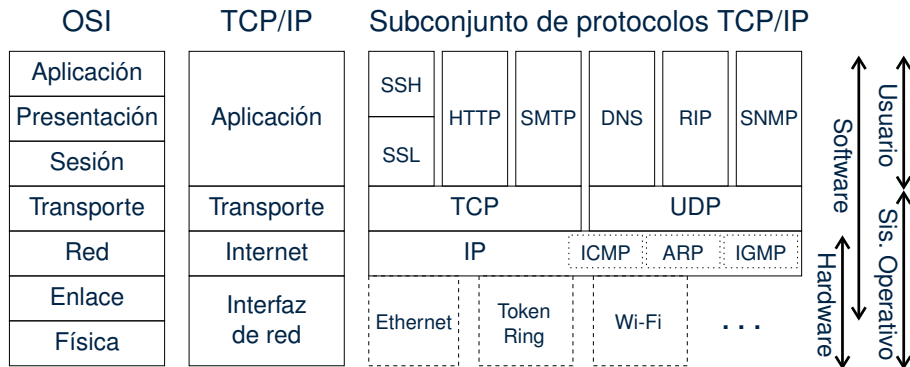 OSI
TCP/IP
Subconjunto de protocolos TCP/IP
Aplicación
Presentación
Sesión
Transporte
Red
Enlace
Física
Aplicación
Transporte
Internet
Interfaz
de red
SSH
SSL
HTTP
SMTP
DNS
RIP
SNMP
TCP
UDP
IP
ICMP
ARP
IGMP
Ethernet
Token
Ring
Wi-Fi
. . .
Software
Hardware
Usuario
Sis. Operativo